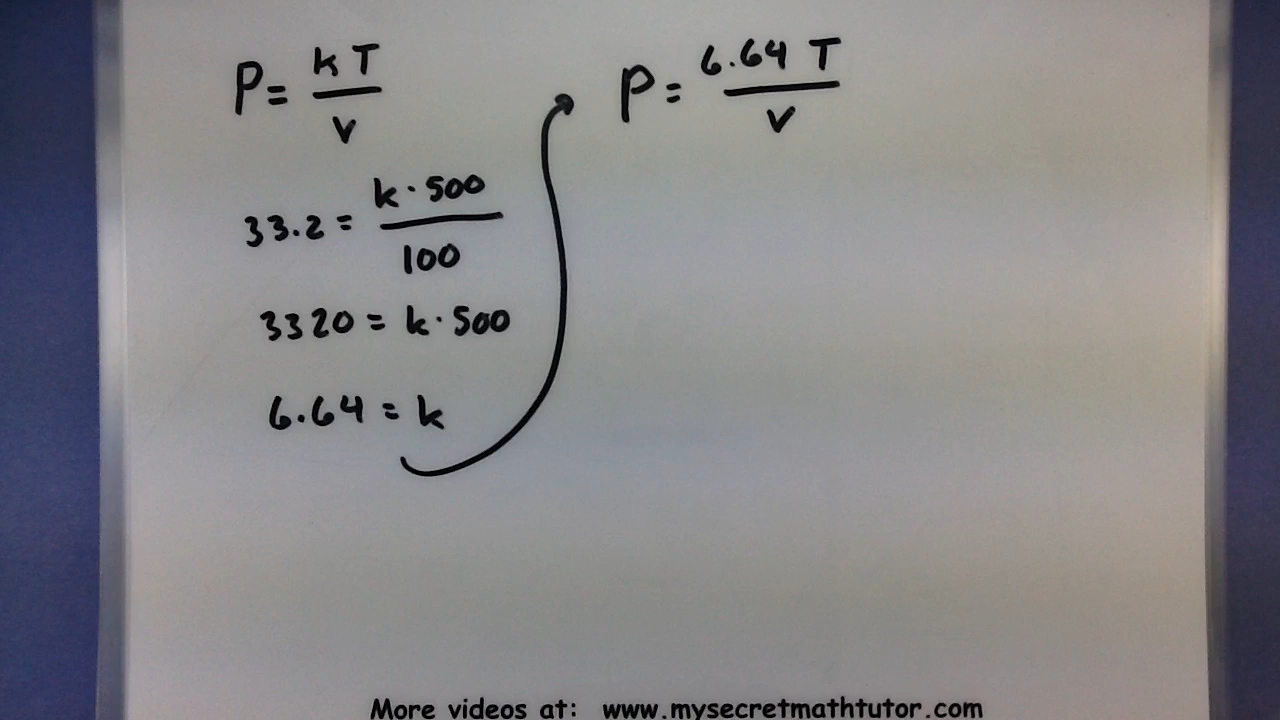 P = kT / v
33.2 = k · 500 / 100
3320 = k · 500
6.64 = k
P = 6.64 T / v
More videos at: www.mysecretmathtutor.com